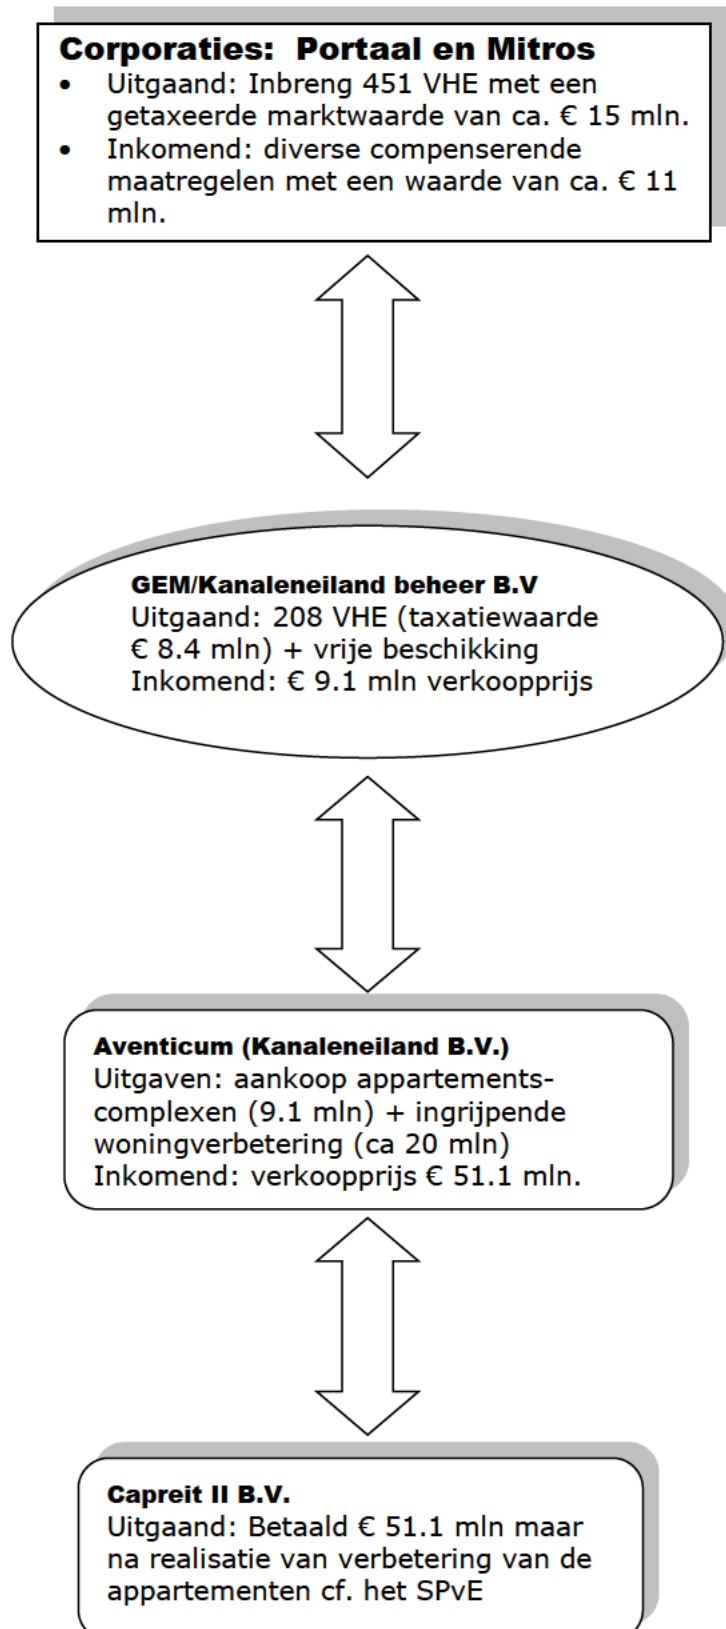 Corporaties: Portaal en Mitros
• Uitgaand: Inbreng 451 VHE met een
getaxeerde marktwaarde van ca. € 15 mln.
• Inkomend: diverse compenserende
maatregelen met een waarde van ca. € 11
mln.
GEM/Kanaleneiland beheer B.V
Uitgaand: 208 VHE (taxatiewaarde
€ 8.4 mln) + vrije beschikking
Inkomend: € 9.1 mln verkoopprijs
Aventicum (Kanaleneiland B.V.)
Uitgaven: aankoop appartements-
complexen (9.1 mln) + ingrijpende
woningverbetering (ca 20 mln)
Inkomend: verkoopprijs € 51.1 mln.
Capreit II B.V.
Uitgaand: Betaald € 51.1 mln maar
na realisatie van verbetering van de
appartementen cf. het SPvE